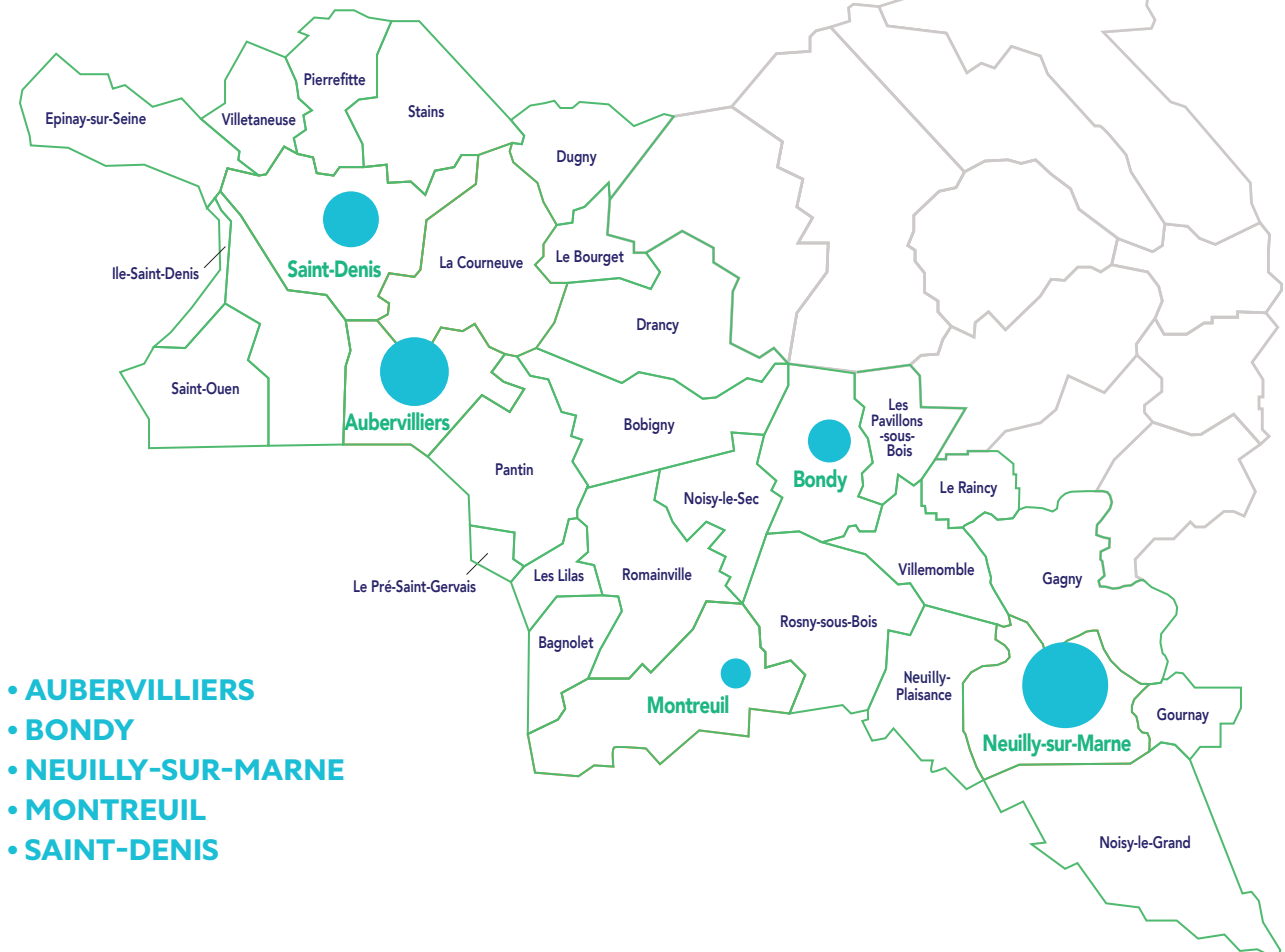 Pierrefitte
Epinay-sur-Seine
Villetaneuse
Stains
Dugny
Ile-Saint-Denis
Saint-Denis
La Courneuve
Le Bourget
Drancy
Saint-Ouen
Aubervilliers
Bobigny
Les
Pavillons
-sous-
Bois
Pantin
Bondy
Noisy-le-Sec
Le Raincy
Le Pré-Saint-Gervais
Les Lilas
Romainville
Villemomble
Gagny
Rosny-sous-Bois
Bagnolet
Neuilly-
Plaisance
Montreuil
Gournay
Neuilly-sur-Marne
Noisy-le-Grand
• AUBERVILLIERS
• BONDY
• NEUILLY-SUR-MARNE
• MONTREUIL
• SAINT-DENIS